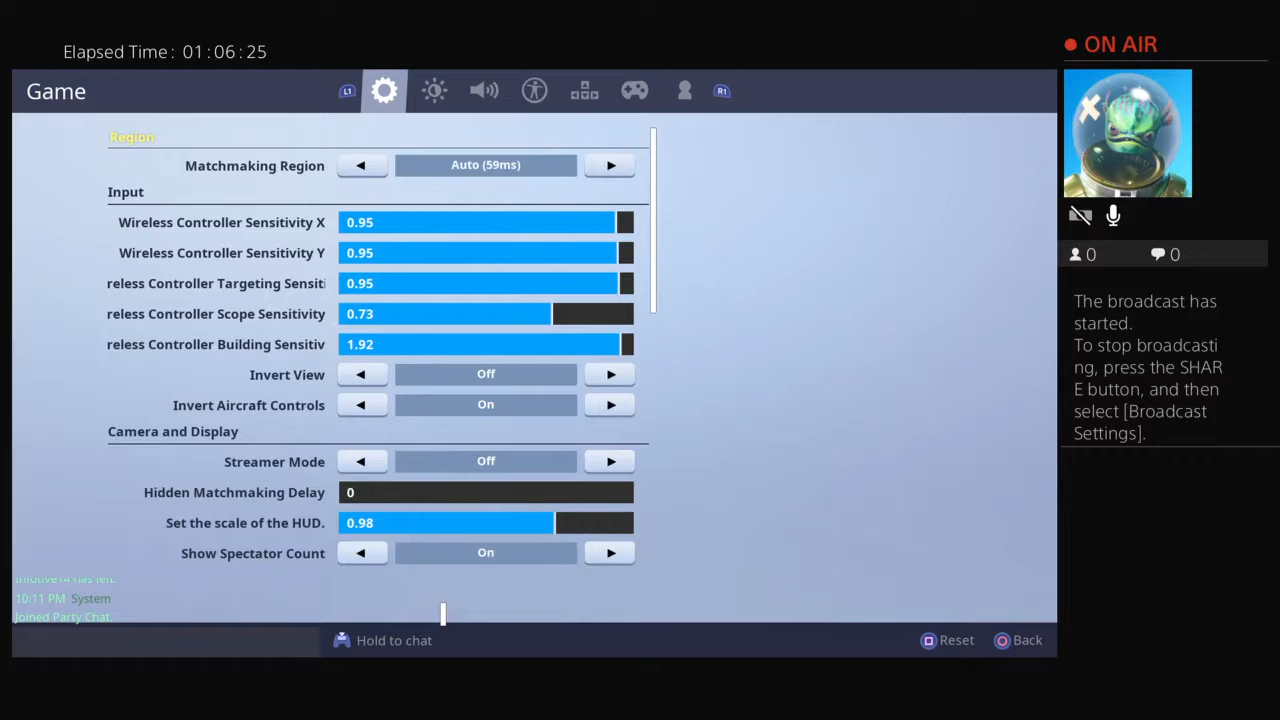 Elapsed Time: 01:06:25
ON AIR
Game
L1
R1
Region
Matchmaking Region
Auto (59ms)
Input
Wireless Controller Sensitivity X
0.95
Wireless Controller Sensitivity Y
0.95
reless Controller Targeting Sensiti
0.95
reless Controller Scope Sensitivity
0.73
reless Controller Building Sensitiv
1.92
Invert View
Off
Invert Aircraft Controls
On
Camera and Display
Streamer Mode
Off
Hidden Matchmaking Delay
0
Set the scale of the HUD.
0.98
Show Spectator Count
On
has left.
10:11 PM System
Joined Party Chat.
Hold to chat
Reset
Back
0
0
The broadcast has
started.
To stop broadcasti
ng, press the SHAR
E button, and then
select [Broadcast
Settings].